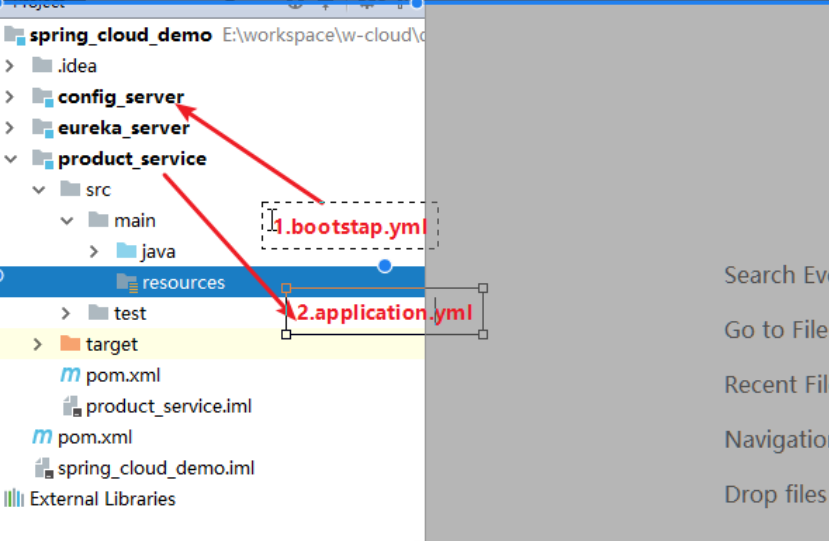 spring_cloud_demo E:\workspace\w-cloud\
.idea
config_server
eureka_server
product_service
src
main
1.bootstap.yml
java
resources
Search Ev
2.application.yml
test
Go to File
target
pom.xml
Recent Fil
product_service.iml
pom.xml
Navigation
spring_cloud_demo.iml
Drop files
External Libraries